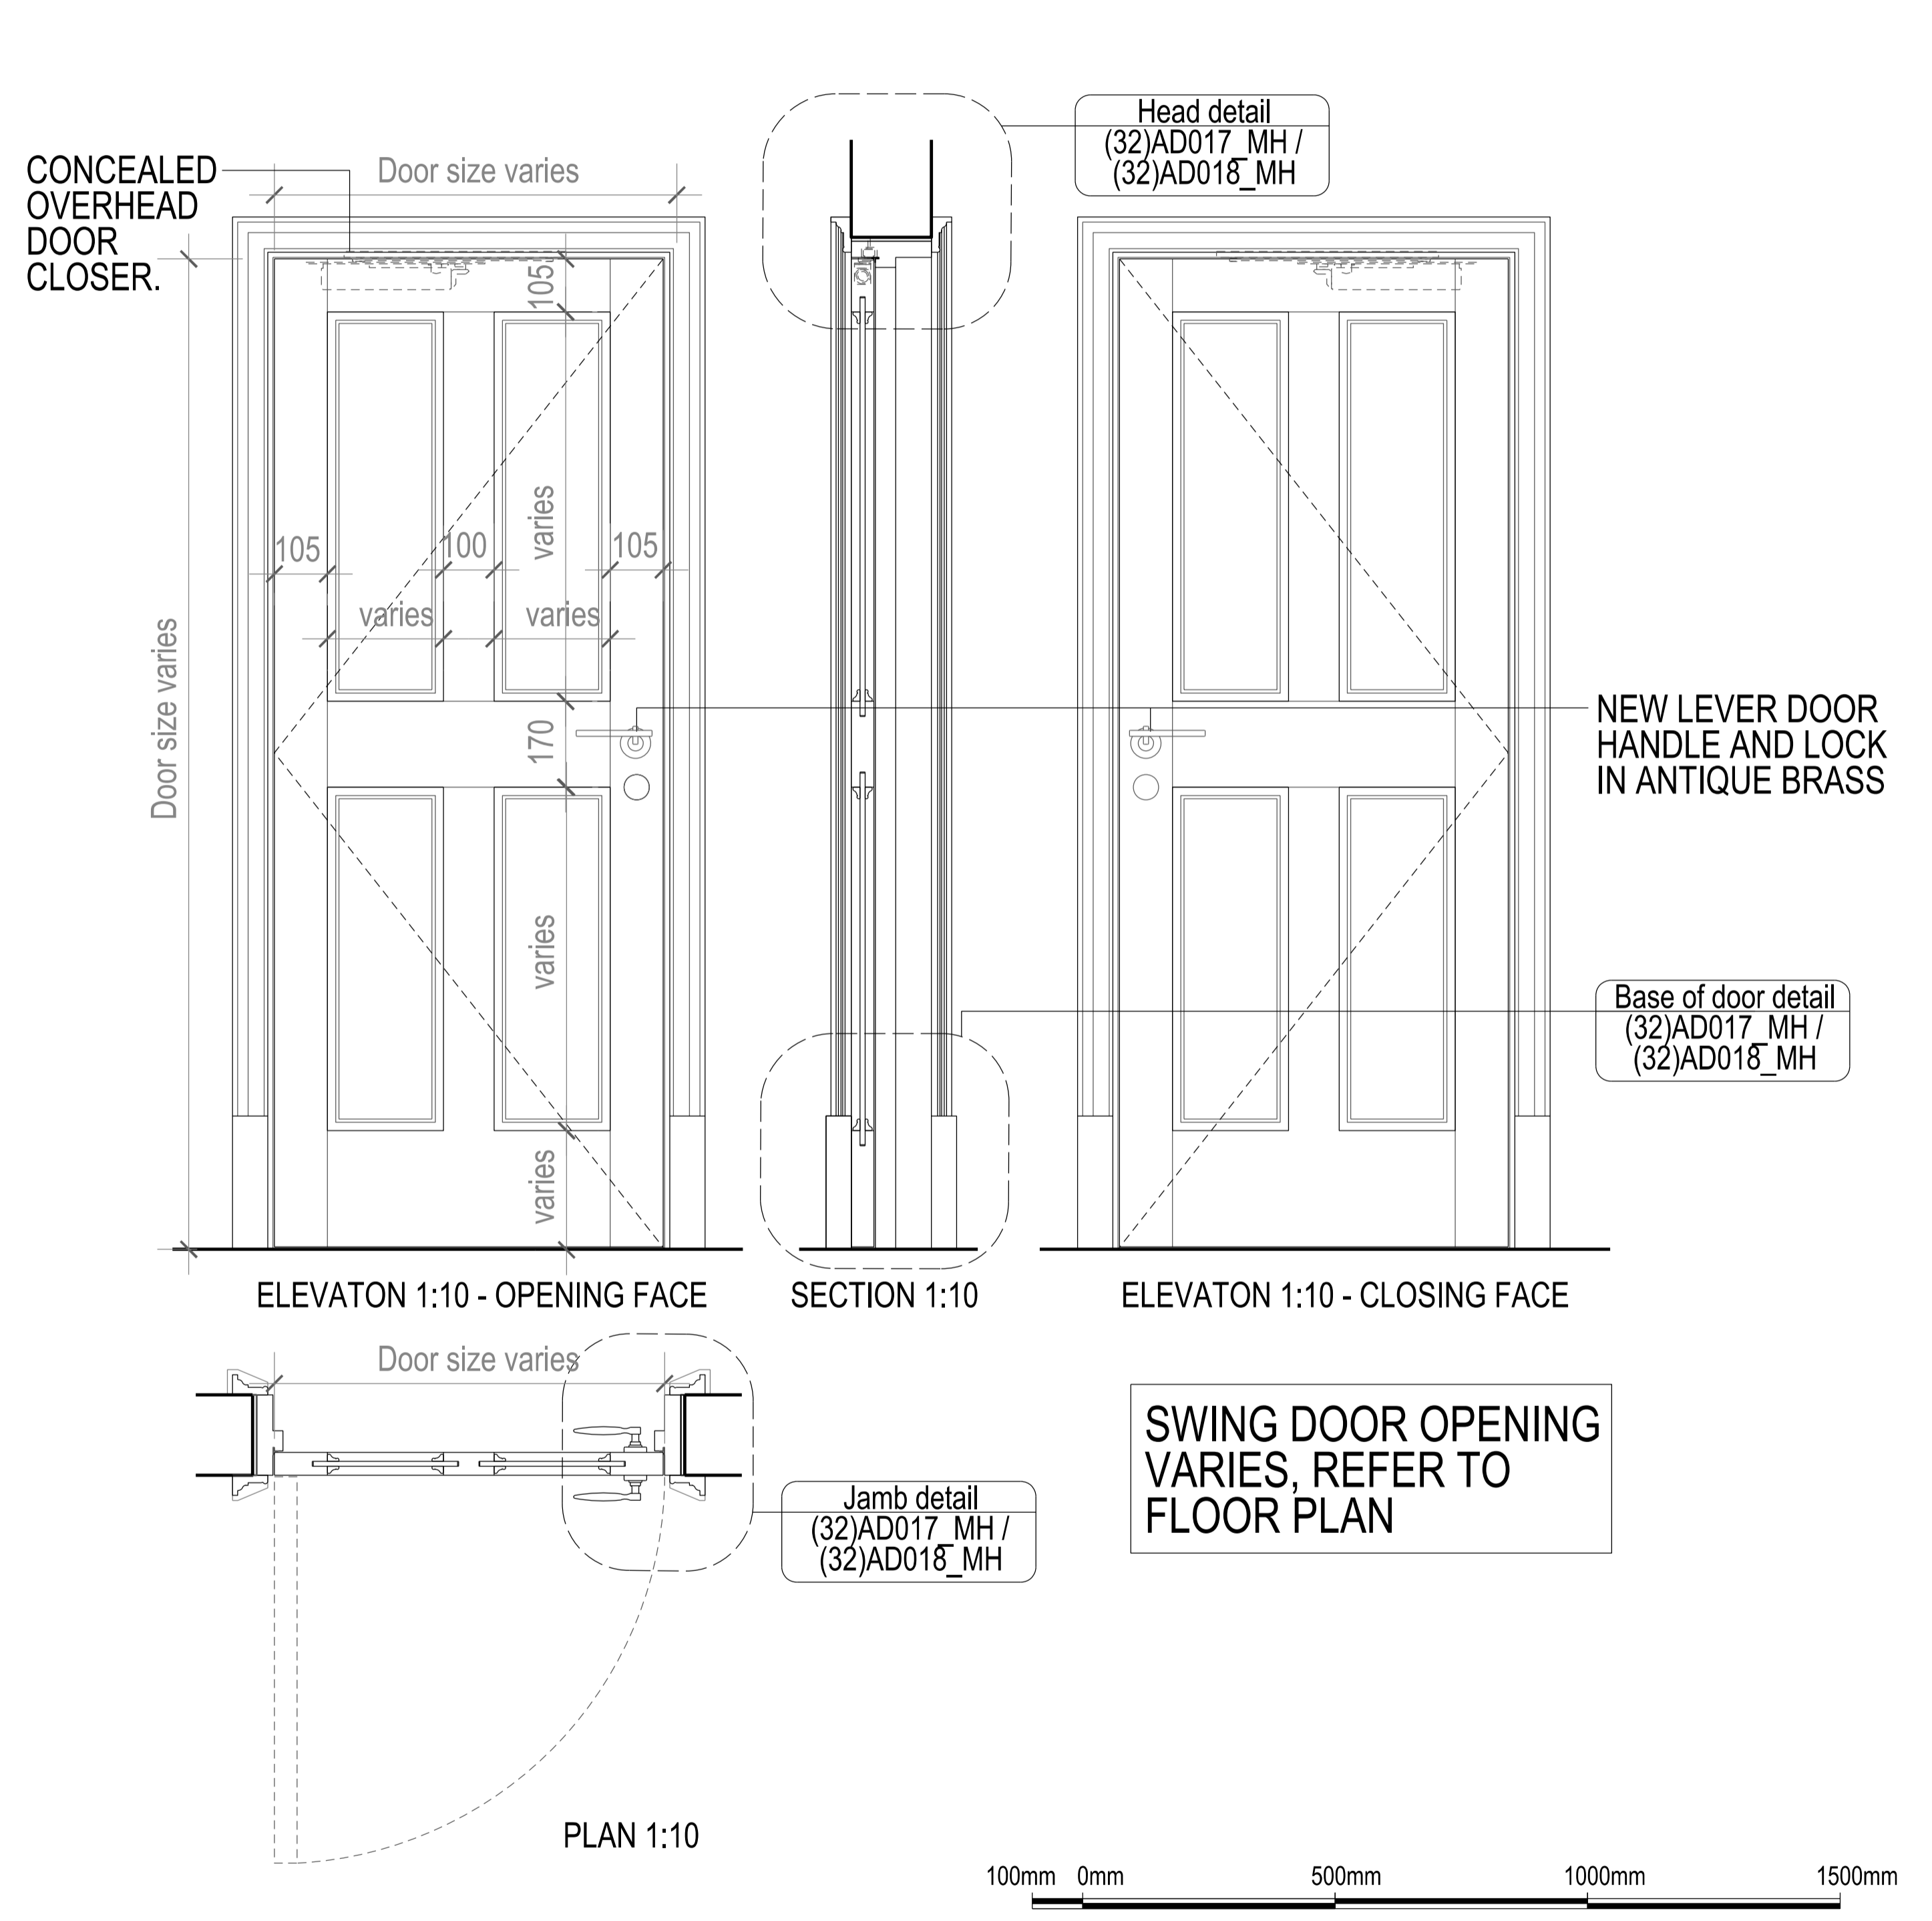 Head detail
(32)AD017_MH /
(32)AD018_MH
CONCEALED
OVERHEAD
DOOR
CLOSER.
Door size varies
105
varies
105
100
105
varies
varies
Door size varies
170
NEW LEVER DOOR
HANDLE AND LOCK
IN ANTIQUE BRASS
varies
Base of door detail
(32)AD017_MH /
(32)AD018_MH
varies
ELEVATON 1:10 - OPENING FACE
SECTION 1:10
ELEVATON 1:10 - CLOSING FACE
Door size varies
SWING DOOR OPENING
VARIES, REFER TO
FLOOR PLAN
Jamb detail
(32)AD017_MH /
(32)AD018_MH
PLAN 1:10
100mm 0mm 500mm 1000mm 1500mm